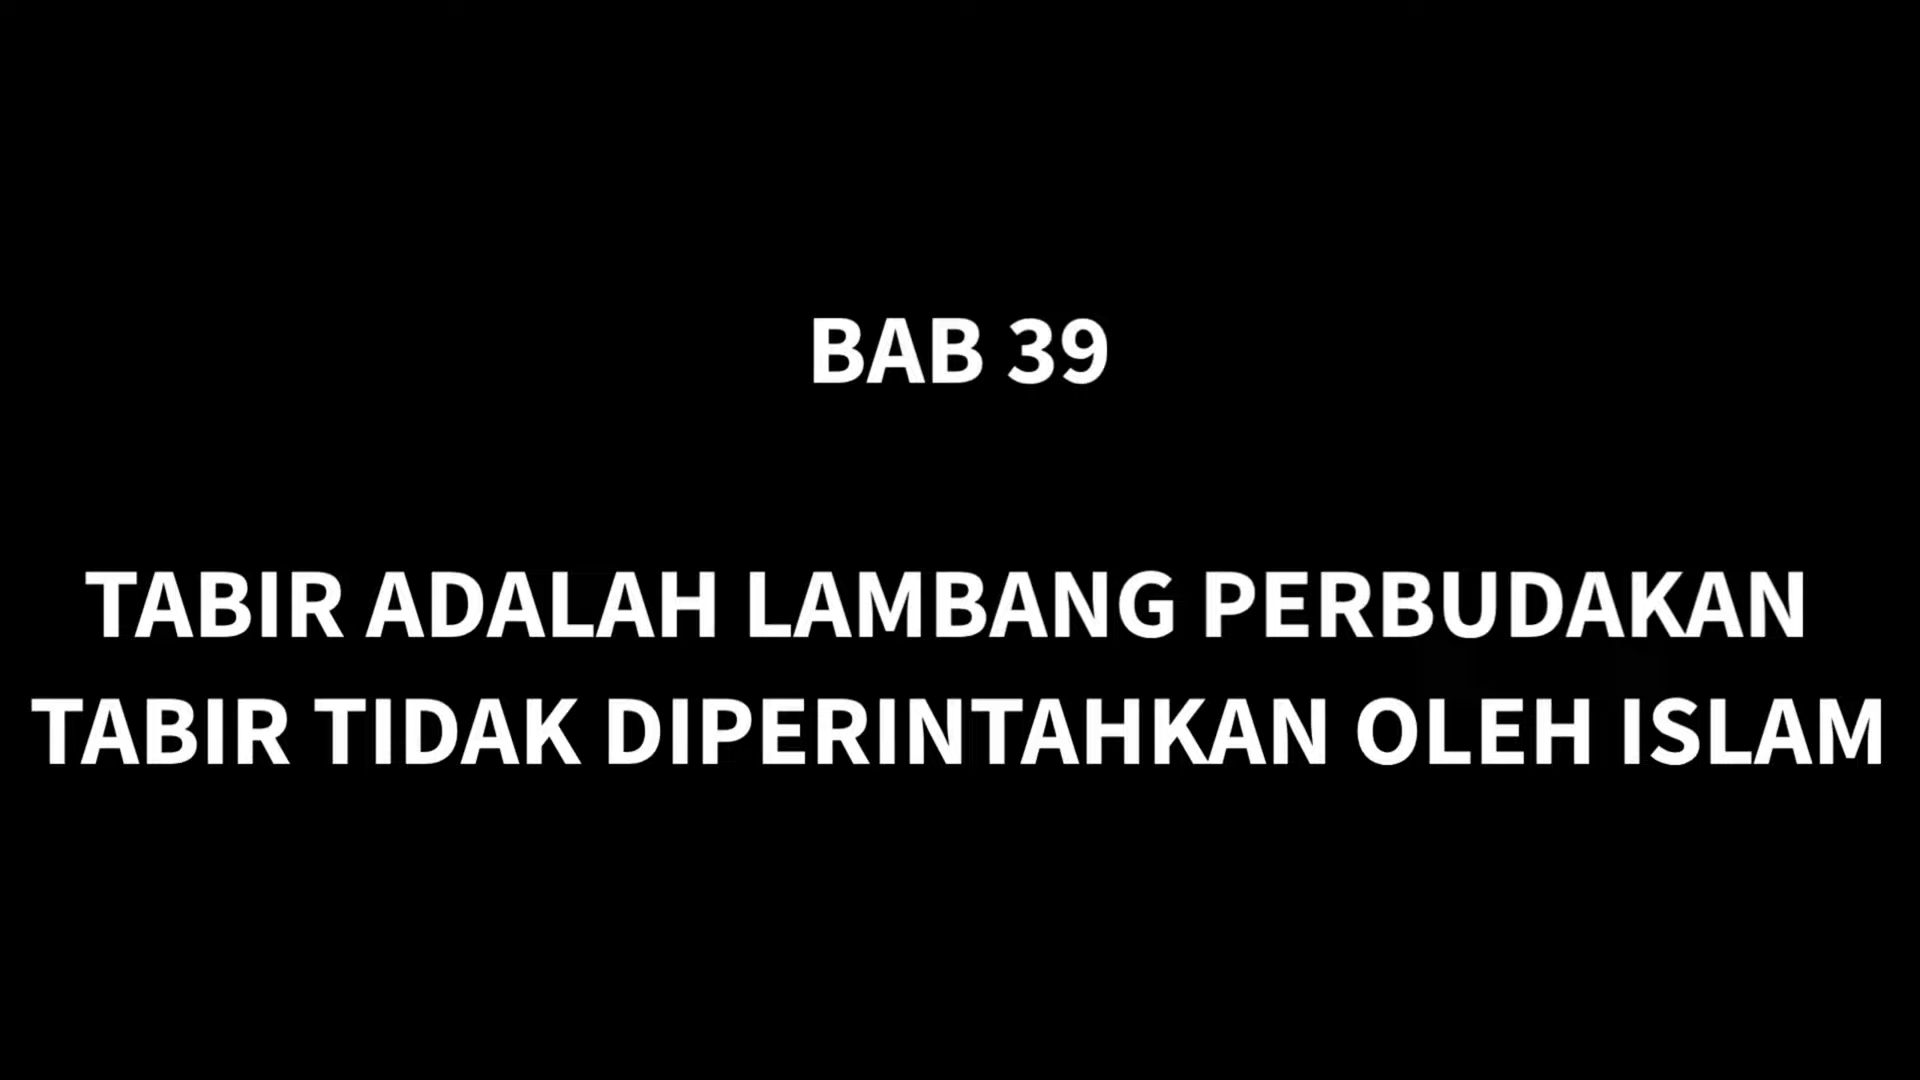 BAB 39
TABIR ADALAH LAMBANG PERBUDAKAN
TABIR TIDAK DIPERINTAHKAN OLEH ISLAM